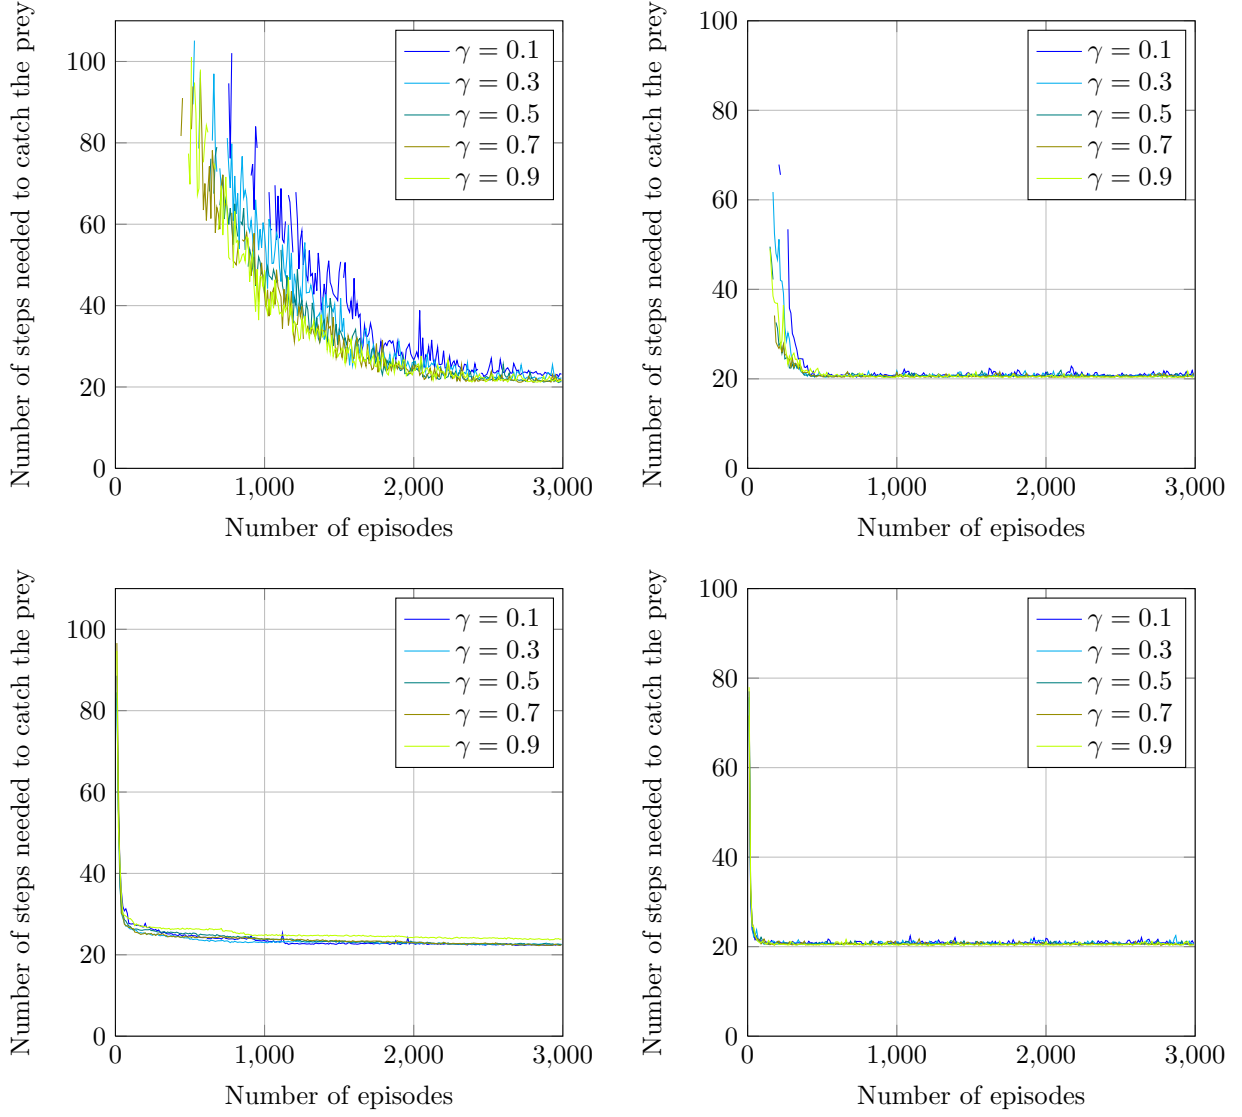 Number of steps needed to catch the prey
0
20
40
60
80
100
γ = 0.1
γ = 0.3
γ = 0.5
γ = 0.7
γ = 0.9
0 1,000 2,000 3,000
Number of episodes
Number of steps needed to catch the prey
100
80
60
40
20
0
γ = 0.1
γ = 0.3
γ = 0.5
γ = 0.7
γ = 0.9
0 1,000 2,000 3,000
Number of episodes
Number of steps needed to catch the prey
100
80
60
40
20
0
γ = 0.1
γ = 0.3
γ = 0.5
γ = 0.7
γ = 0.9
0 1,000 2,000 3,000
Number of episodes
Number of steps needed to catch the prey
100
80
60
40
20
0
γ = 0.1
γ = 0.3
γ = 0.5
γ = 0.7
γ = 0.9
0 1,000 2,000 3,000
Number of episodes